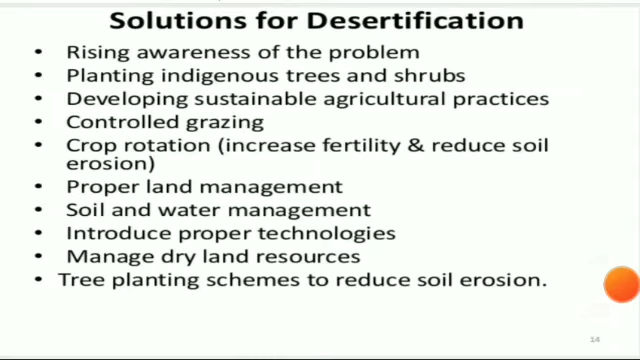 Solutions for Desertification
• Rising awareness of the problem
• Planting indigenous trees and shrubs
• Developing sustainable agricultural practices
• Controlled grazing
• Crop rotation (increase fertility & reduce soil
erosion)
• Proper land management
• Soil and water management
• Introduce proper technologies
• Manage dry land resources
• Tree planting schemes to reduce soil erosion.
14